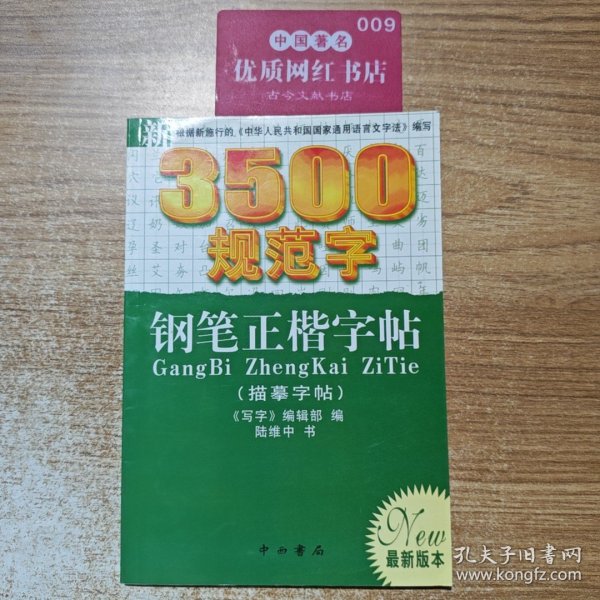 009
中国著名
优质网红书店
古今文献书店
新 根据新施行的《中华人民共和国国家通用语言文字法》编写
3500
规范字
钢笔正楷字帖
GangBi ZhengKai ZiTie
（描摹字帖）
《写字》编辑部 编
陆维中 书
New
最新版本
中西书局
孔夫子旧书网
www.kongfz.com